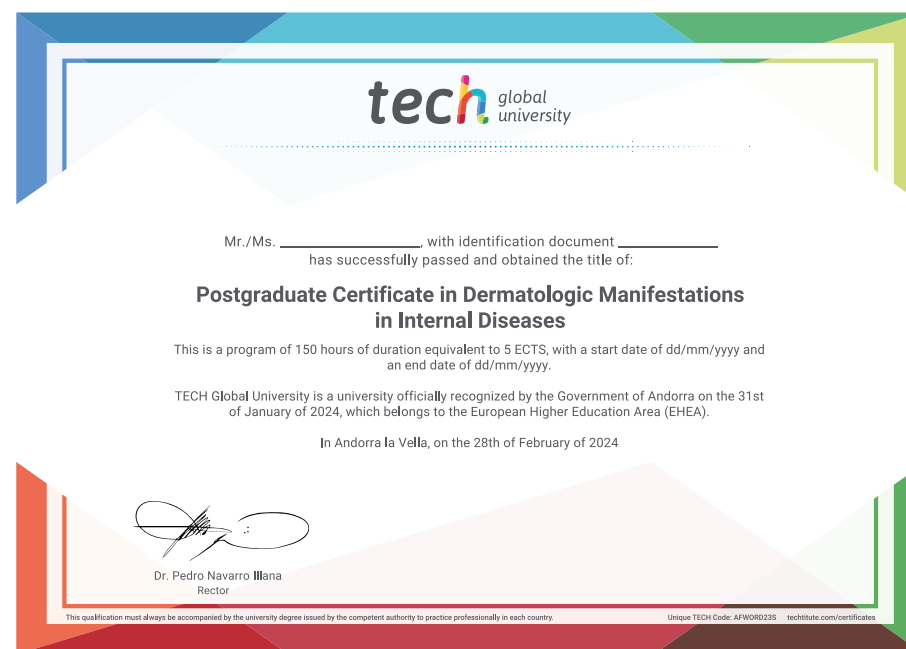 tech global university
Mr./Ms. ____________________, with identification document ______________
has successfully passed and obtained the title of:
Postgraduate Certificate in Dermatologic Manifestations
in Internal Diseases
This is a program of 150 hours of duration equivalent to 5 ECTS, with a start date of dd/mm/yyyy and
an end date of dd/mm/yyyy.
TECH Global University is a university officially recognized by the Government of Andorra on the 31st
of January of 2024, which belongs to the European Higher Education Area (EHEA).
In Andorra la Vella, on the 28th of February of 2024
Dr. Pedro Navarro Illana
Rector
This qualification must always be accompanied by the university degree issued by the competent authority to practice professionally in each country.
Unique TECH Code: AFWORD23S techtitute.com/certificates